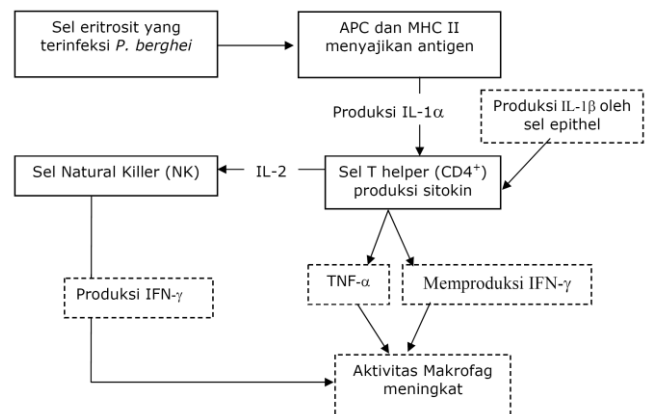 Sel eritrosit yang
terinfeksi P. berghei
APC dan MHC II
menyajikan antigen
Produksi IL-1α
Produksi IL-1β oleh
sel epithel
Sel Natural Killer (NK)
IL-2
Sel T helper (CD4⁺)
produksi sitokin
Produksi IFN-γ
TNF-α
Memproduksi IFN-γ
Aktivitas Makrofag
meningkat